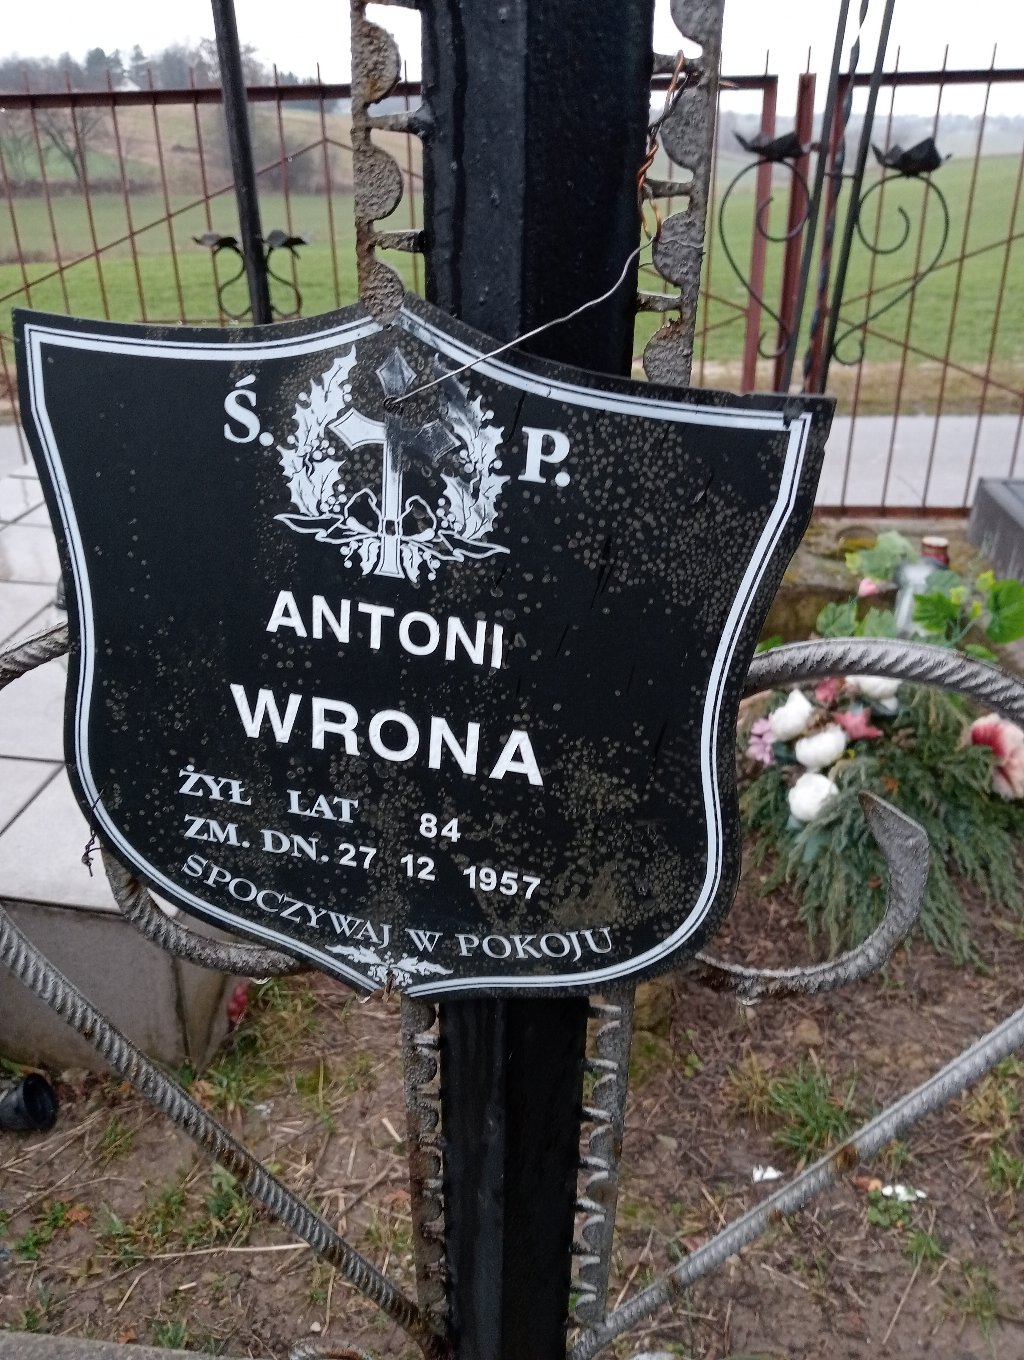 Ś. P.
ANTONI
WRONA
ŻYŁ LAT 84
ZM. DN. 27 12 1957
SPOCZYWAJ W POKOJU